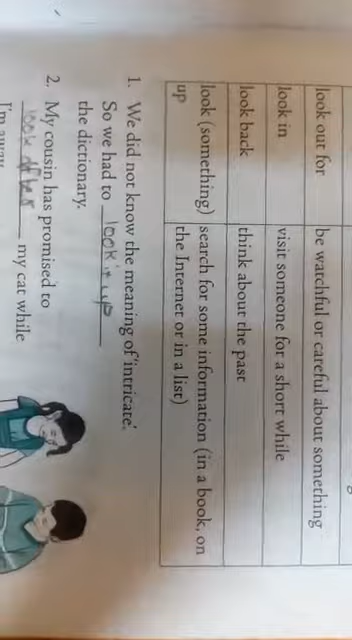 look out for be watchful or careful about something
look in visit someone for a short while
look back think about the past
look (something) search for some information (in a book, on
up the Internet or in a list)
1. We did not know the meaning of 'intricate'.
So we had to look it up
the dictionary.
2. My cousin has promised to
look after my cat while
I'm away